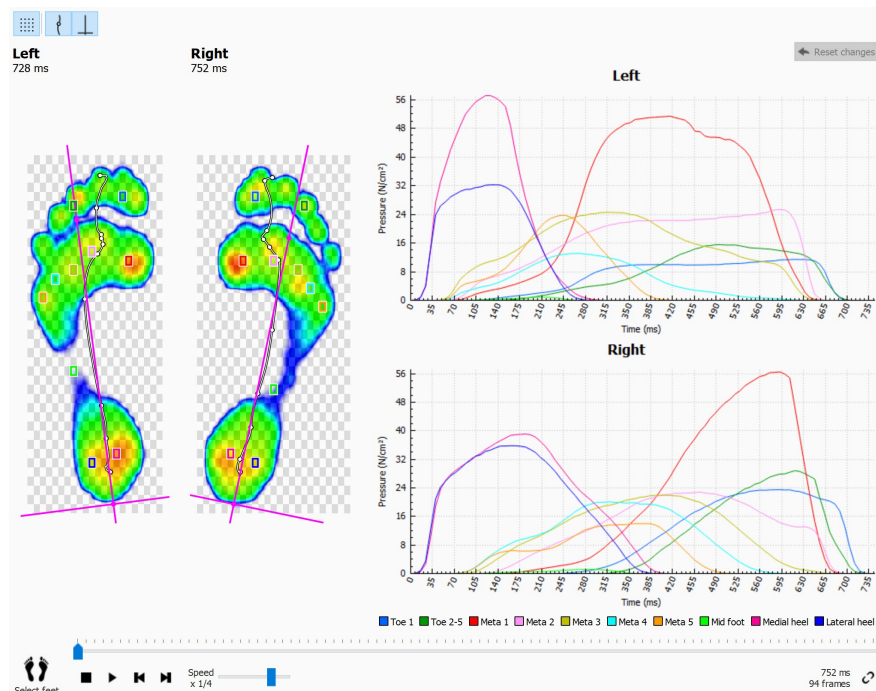 Left
728 ms
Right
752 ms
Reset changes
Left
Pressure (N/cm²)
56
48
40
32
24
16
8
0
0 35 70 105 140 175 210 245 280 315 350 385 420 455 490 525 560 595 630 665 700 735
Time (ms)
Right
Pressure (N/cm²)
56
48
40
32
24
16
8
0
0 35 70 105 140 175 210 245 280 315 350 385 420 455 490 525 560 595 630 665 700 735
Time (ms)
Toe 1 Toe 2-5 Meta 1 Meta 2 Meta 3 Meta 4 Meta 5 Mid foot Medial heel Lateral heel
Select feet
Speed
x 1/4
752 ms
94 frames